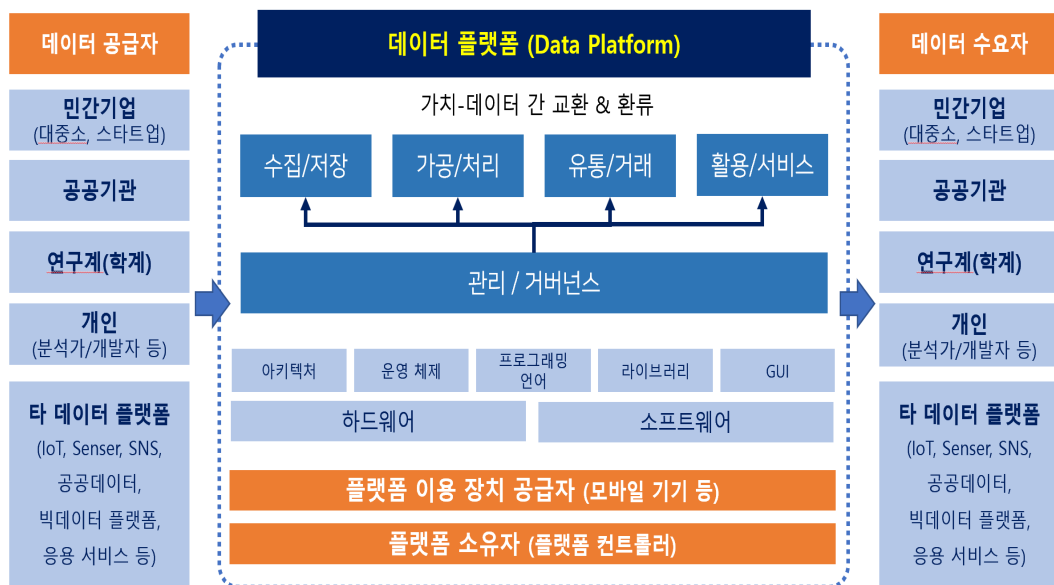 데이터 공급자
민간기업
(대중소, 스타트업)
공공기관
연구계(학계)
개인
(분석가/개발자 등)
타 데이터 플랫폼
(IoT, Senser, SNS,
공공데이터,
빅데이터 플랫폼,
응용 서비스 등)
데이터 플랫폼 (Data Platform)
가치-데이터 간 교환 & 환류
수집/저장
가공/처리
유통/거래
활용/서비스
관리 / 거버넌스
아키텍처
운영 체제
프로그래밍
언어
라이브러리
GUI
하드웨어
소프트웨어
플랫폼 이용 장치 공급자 (모바일 기기 등)
플랫폼 소유자 (플랫폼 컨트롤러)
데이터 수요자
민간기업
(대중소, 스타트업)
공공기관
연구계(학계)
개인
(분석가/개발자 등)
타 데이터 플랫폼
(IoT, Senser, SNS,
공공데이터,
빅데이터 플랫폼,
응용 서비스 등)